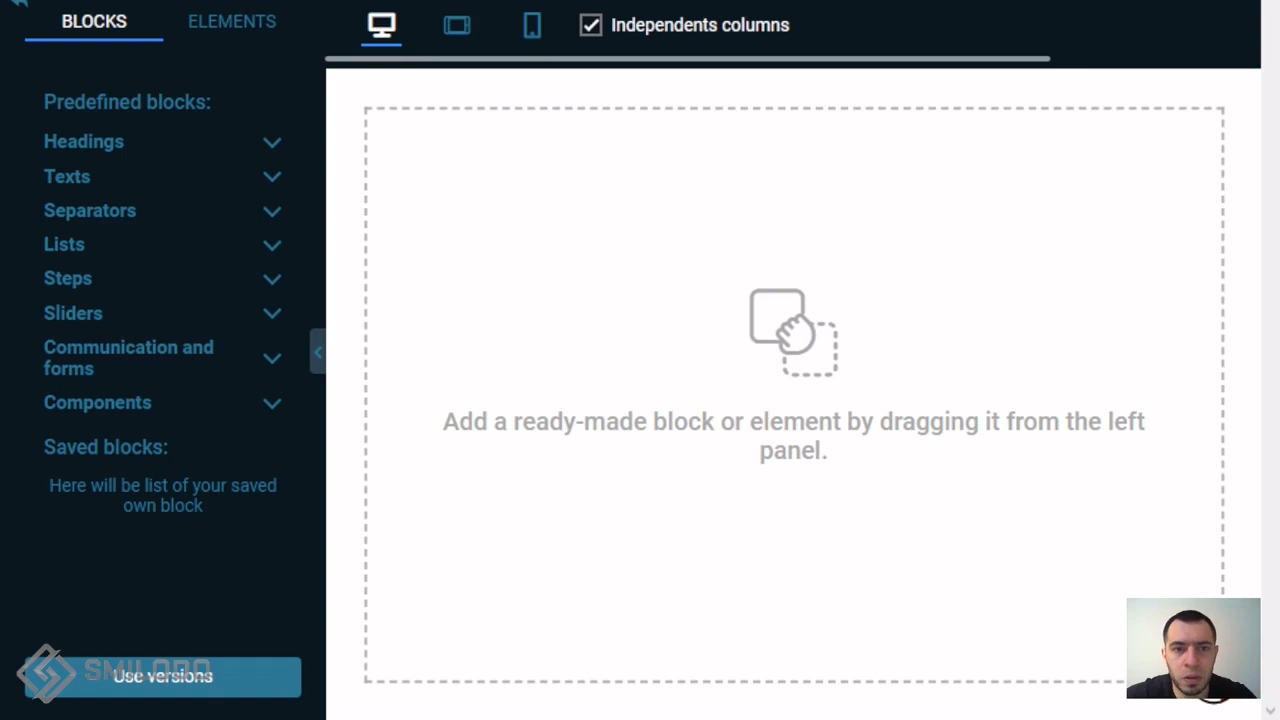 BLOCKS
ELEMENTS
Independents columns
Predefined blocks:
Headings
Texts
Separators
Lists
Steps
Sliders
Communication and
forms
Components
Saved blocks:
Here will be list of your saved
own block
Use versions
Add a ready-made block or element by dragging it from the left
panel.